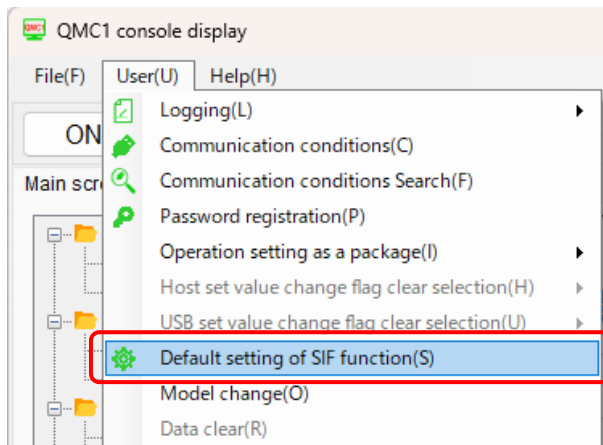 QMC1 console display
File(F) User(U) Help(H)
ON
Logging(L)
Communication conditions(C)
Main scr
Communication conditions Search(F)
Password registration(P)
Operation setting as a package(I)
Host set value change flag clear selection(H)
USB set value change flag clear selection(U)
Default setting of SIF function(S)
Model change(O)
Data clear(R)